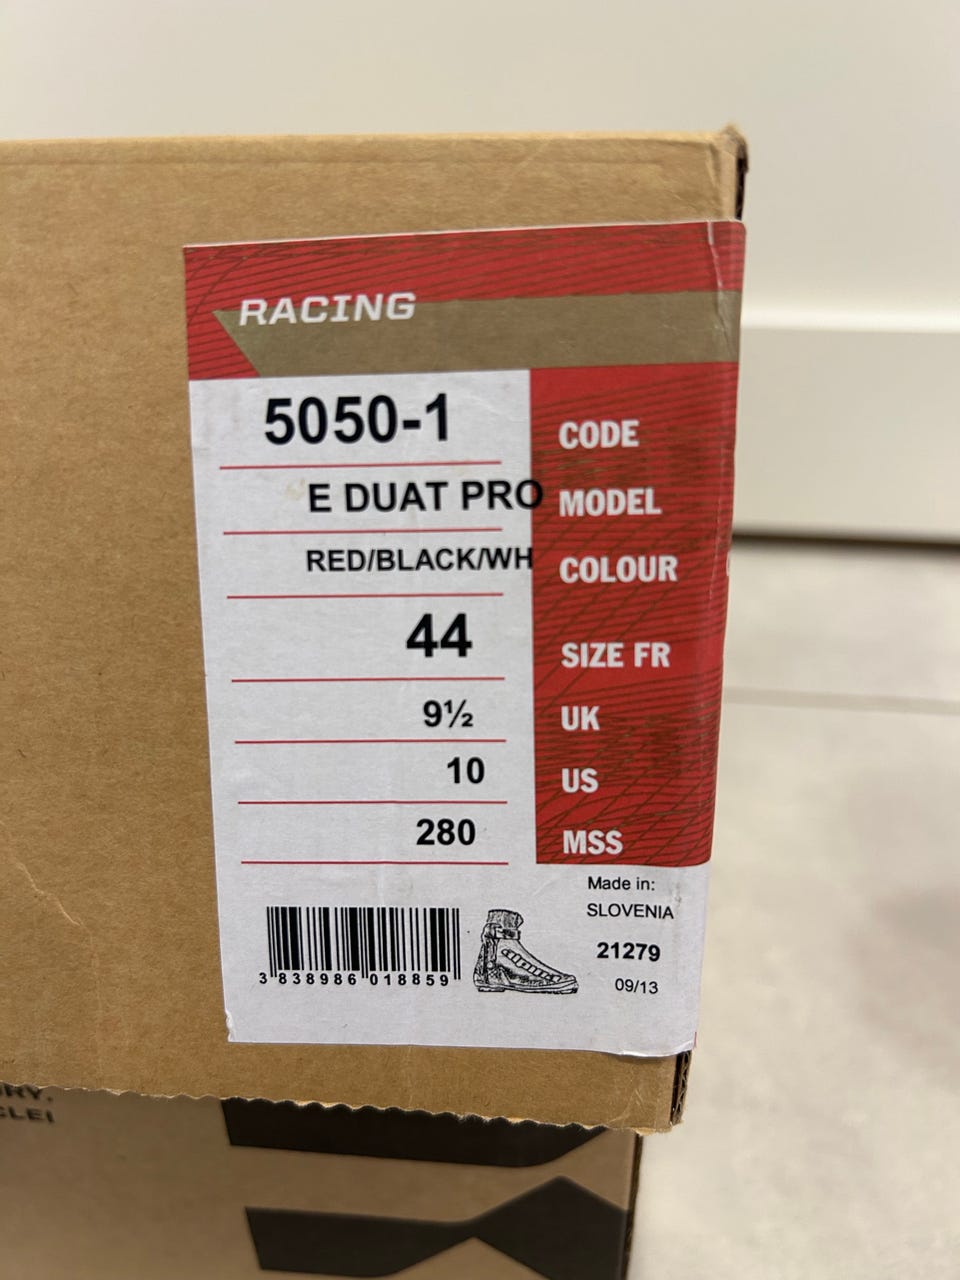 RACING
5050-1 CODE
E DUAT PRO MODEL
RED/BLACK/WH COLOUR
44 SIZE FR
9½ UK
10 US
280 MSS
Made in:
SLOVENIA
21279
09/13
3 838986 018859